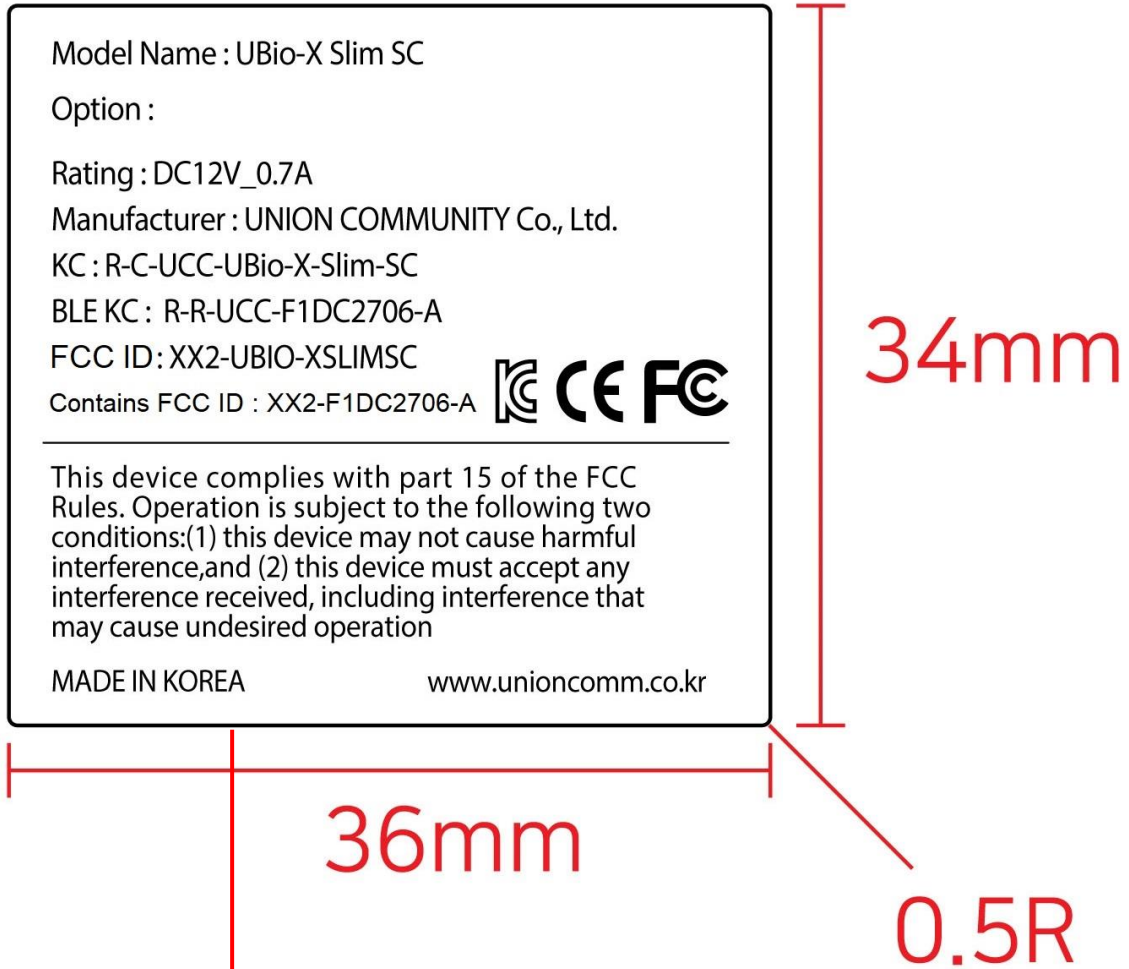 Model Name : UBio-X Slim SC
Option :
Rating : DC12V_0.7A
Manufacturer : UNION COMMUNITY Co., Ltd.
KC : R-C-UCC-UBio-X-Slim-SC
BLE KC : R-R-UCC-F1DC2706-A
FCC ID : XX2-UBIO-XSLIMSC
Contains FCC ID : XX2-F1DC2706-A
KC CE FC
This device complies with part 15 of the FCC
Rules. Operation is subject to the following two
conditions:(1) this device may not cause harmful
interference,and (2) this device must accept any
interference received, including interference that
may cause undesired operation
MADE IN KOREA www.unioncomm.co.kr
34mm
36mm
0.5R